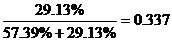 29.13%
57.39% + 29.13% = 0.337